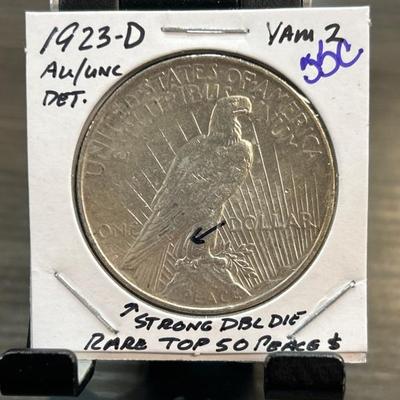 1923-D
VAM 2
36C
AU/UNC
DET.
UNITED STATES OF AMERICA
E PLURIBUS UNUM
ONE DOLLAR
PEACE
↑STRONG DBL DIE
RARE TOP 50 PEACE $